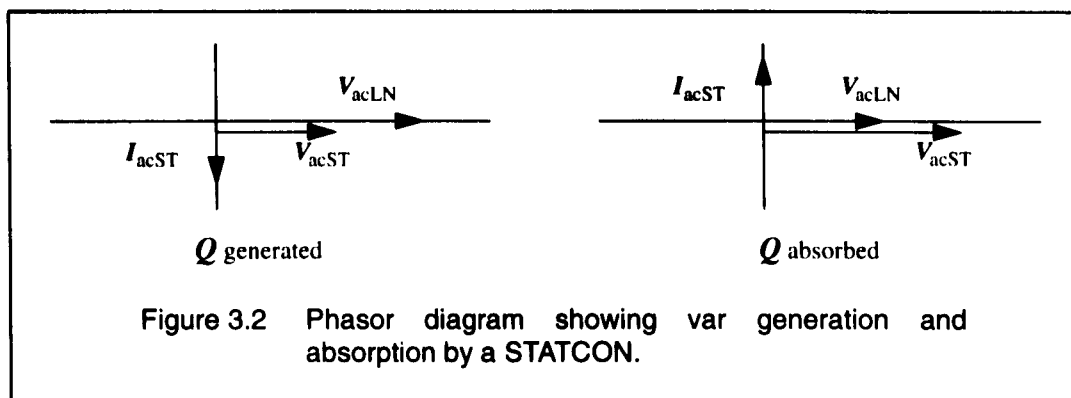 V_acLN
I_acST
V_acST
Q generated
I_acST
V_acLN
V_acST
Q absorbed
Figure 3.2 Phasor diagram showing var generation and
absorption by a STATCON.